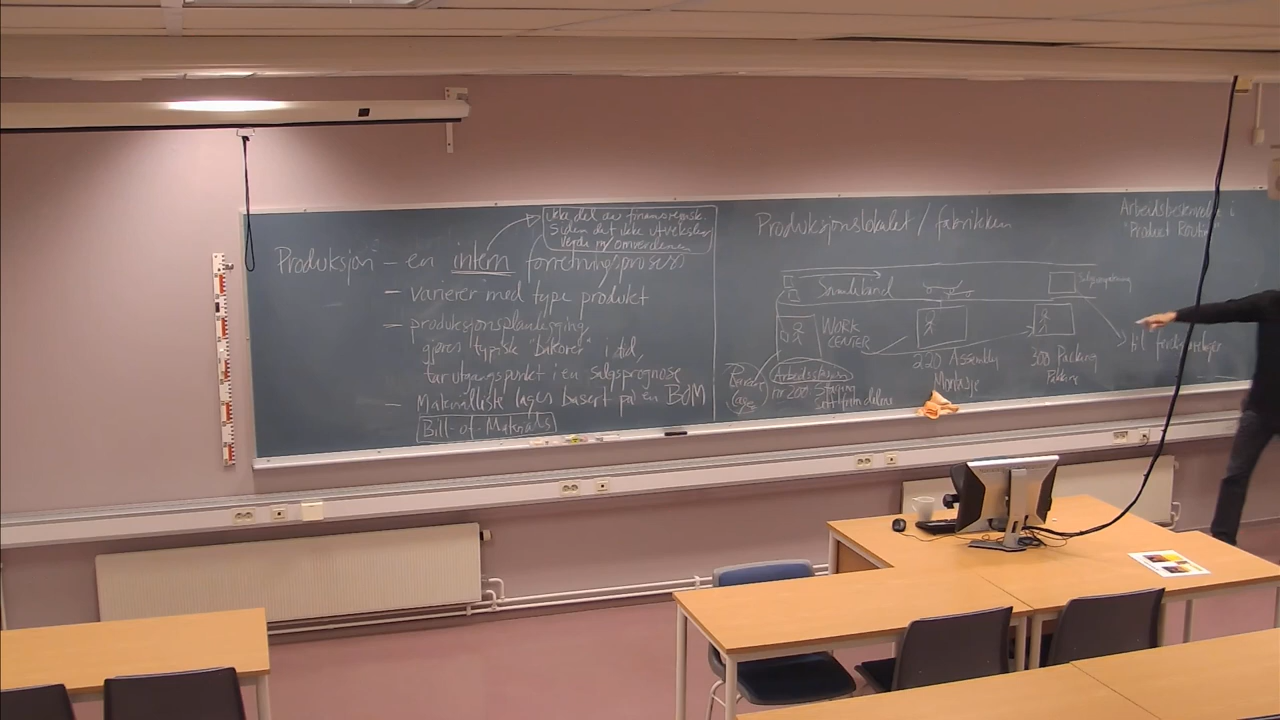 ikke del av finansregnsk.
siden det ikke utveksles
verdi m/omverdenen
Produksjon – en intern forretningsprosess
– varierer med type produkt
– produksjonsplanlegging,
gjøres typisk "bakover" i tid,
tar utgangspunkt i en salgsprognose
– Materialliste lages basert på en BOM
Bill-of-Materials
Produksjonslokalet / fabrikken
Samlebånd
WORK
CENTER
Arbeidsstasjon
nr 200
220 Assembly
Montasje
300 Packing
Pakking
til ferdigvarelager
Arbeidsbeskrivelse i
"Product Routing"